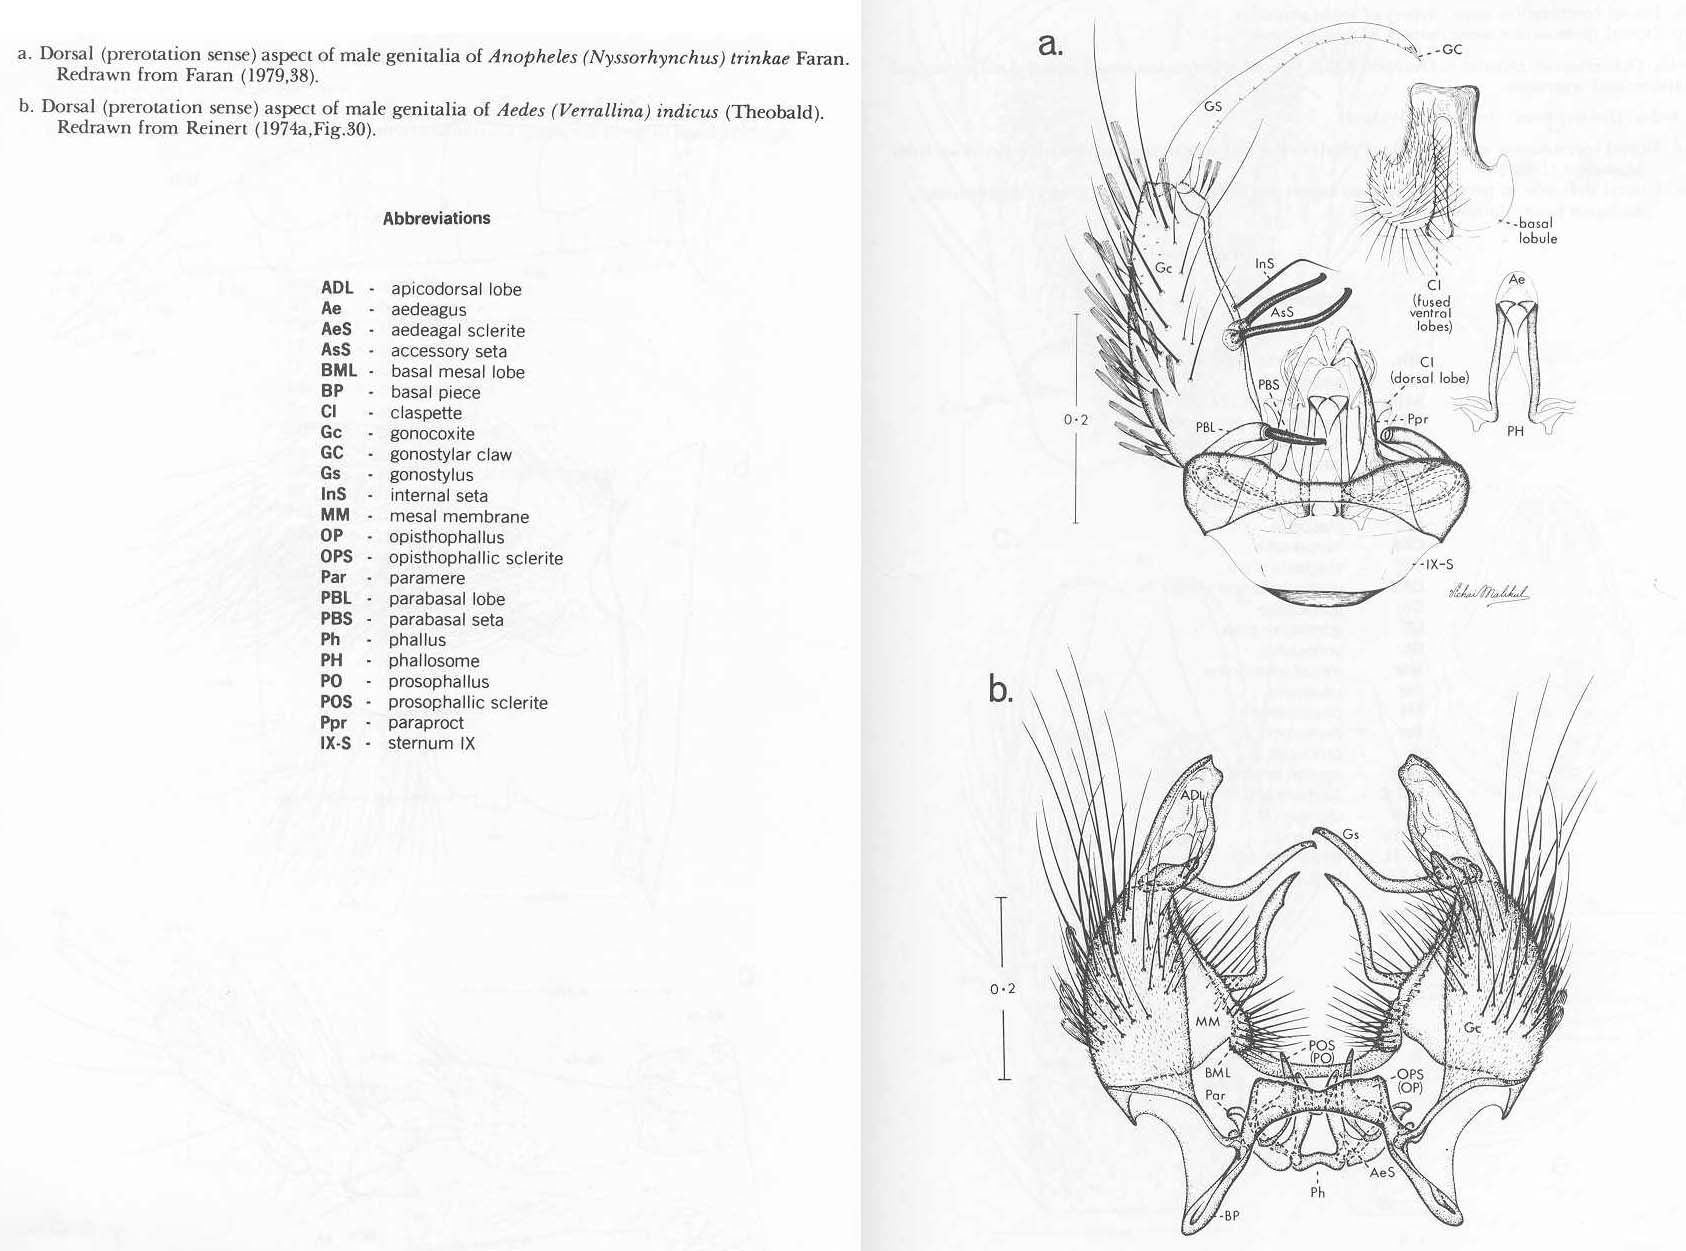 a. Dorsal (prerotation sense) aspect of male genitalia of Anopheles (Nyssorhynchus) trinkae Faran.
Redrawn from Faran (1979,38).
b. Dorsal (prerotation sense) aspect of male genitalia of Aedes (Verrallina) indicus (Theobald).
Redrawn from Reinert (1974a,Fig.30).
Abbreviations
ADL - apicodorsal lobe
Ae - aedeagus
AeS - aedeagal sclerite
AsS - accessory seta
BML - basal mesal lobe
BP - basal piece
Cl - claspette
Gc - gonocoxite
GC - gonostylar claw
Gs - gonostylus
InS - internal seta
MM - mesal membrane
OP - opisthophallus
OPS - opisthophallic sclerite
Par - paramere
PBL - parabasal lobe
PBS - parabasal seta
Ph - phallus
PH - phallosome
PO - prosophallus
POS - prosophallic sclerite
Ppr - paraproct
IX-S - sternum IX
a.
GC
GS
basal
lobule
Gc
InS
Cl
(fused
ventral
lobes)
Ae
AsS
Cl
(dorsal lobe)
PBS
0·2
PBL
Ppr
PH
IX-S
Vichai Malikul
b.
ADL
Gs
0·2
MM
Gc
POS
(PO)
BML
OPS
(OP)
Par
AeS
Ph
BP